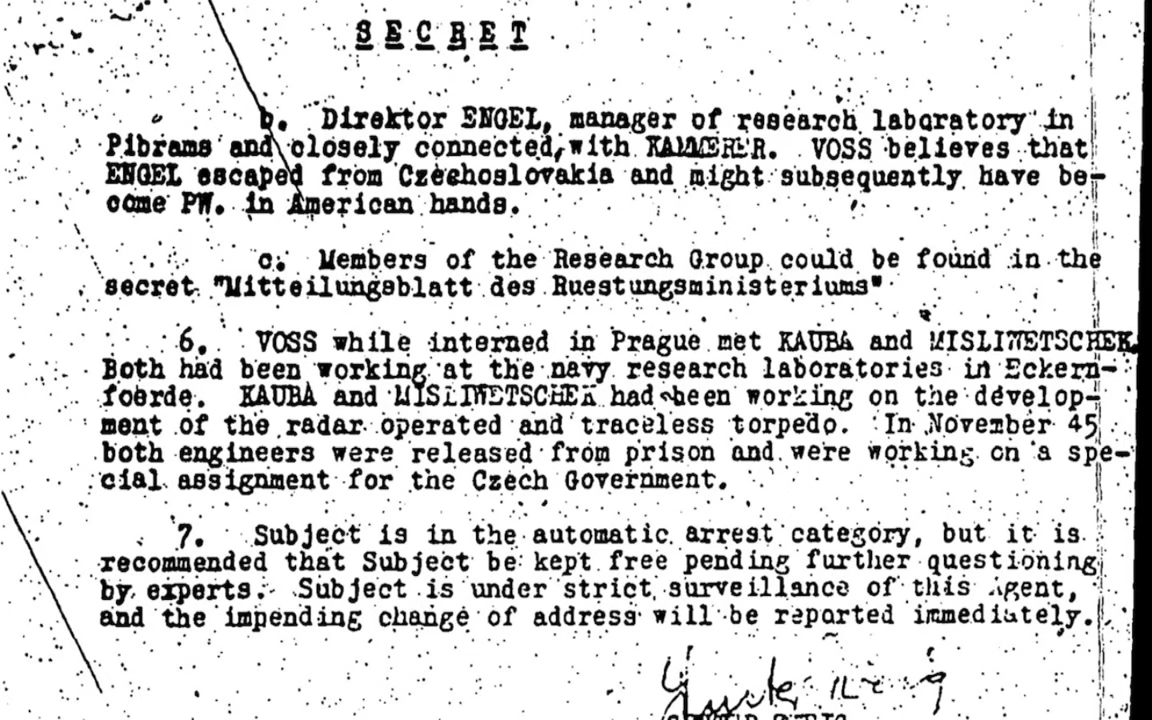 SECRET
b. Direktor ENGEL, manager of research laboratory in
Pibrams and closely connected, with KAMMERER. VOSS believes that
ENGEL escaped from Czechoslovakia and might subsequently have be-
come PW. in American hands.
c. Members of the Research Group could be found in the
secret "Mitteilungsblatt des Ruestungsministeriums"
6. VOSS while interned in Prague met KAUBA and MISLIWETSCHEK.
Both had been working at the navy research laboratories in Eckern-
foerde. KAUBA and MISLIWETSCHEK had been working on the develop-
ment of the radar operated and traceless torpedo. In November 45
both engineers were released from prison and were working on a spe-
cial assignment for the Czech Government.
7. Subject is in the automatic arrest category, but it is
recommended that Subject be kept free pending further questioning
by experts. Subject is under strict surveillance of this Agent,
and the impending change of address will be reported immediately.